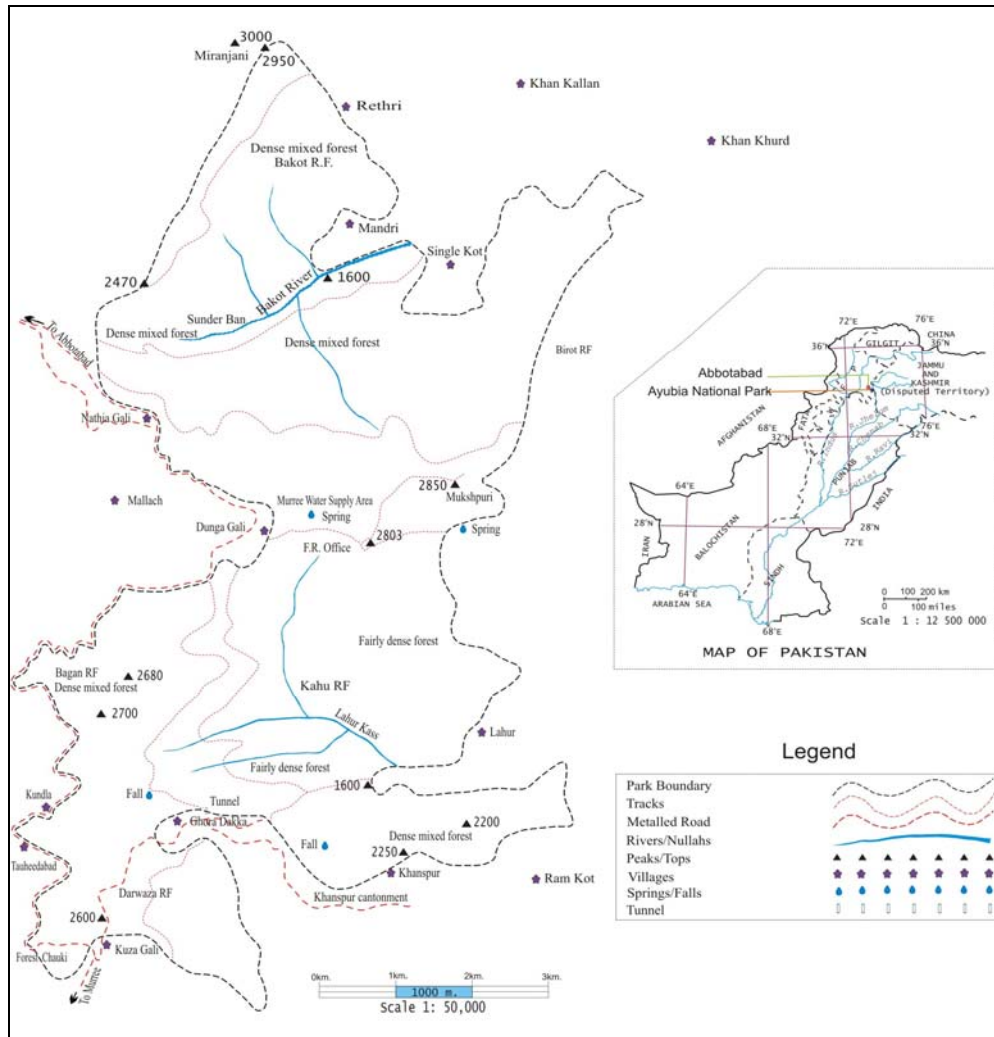 3000
Miranjani
2950
Khan Kallan
Rethri
Khan Khurd
Dense mixed forest
Bakot R.F.
Mandri
Single Kot
2470
1600
Bakot River
Sunder Ban
Dense mixed forest
Dense mixed forest
Birot RF
To Abbotabad
Nathia Gali
2850
Mukshpuri
Mallach
Murree Water Supply Area
Spring
Spring
Dunga Gali
2803
F.R. Office
Fairly dense forest
Bagan RF
Dense mixed forest
2680
2700
Kahu RF
Lahur Kass
Lahur
Fairly dense forest
1600
Kundla
Fall
Tunnel
Ghora Dakka
2200
Dense mixed forest
Tauheedabad
Fall
2250
Khanspur
Ram Kot
Darwaza RF
Khanspur cantonment
2600
Kuza Gali
Forest Chauki
To Murree
0km.
1km.
2km.
3km.
1000 m.
Scale 1: 50,000
72°E
76°E
CHINA
36°N
GILGIT
36°N
Abbotabad
JAMMU
AND
KASHMIR
(Disputed Territory)
Ayubia National Park
FATA
N W F P
AFGHANISTAN
68°E
32°N
76°E
32°N
R.Indus
R.Jhelum
R.Chenab
R.Ravi
R.Sutlej
PUNJAB
INDIA
64°E
28°N
28°N
72°E
IRAN
BALOCHISTAN
SINDH
64°E
ARABIAN SEA
68°E
0 100 200 km
0 100 miles
Scale 1 : 12 500 000
MAP OF PAKISTAN
Legend
Park Boundary
Tracks
Metalled Road
Rivers/Nullahs
Peaks/Tops
Villages
Springs/Falls
Tunnel